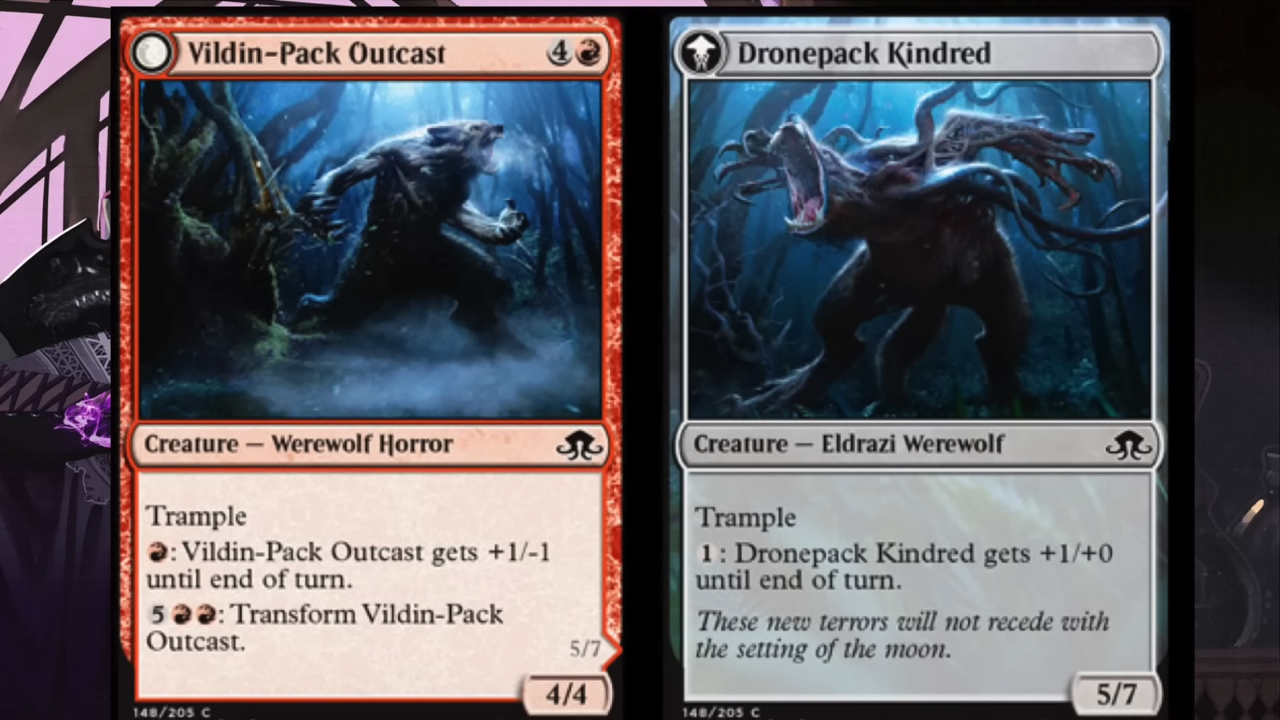 Vildin-Pack Outcast 4
Creature — Werewolf Horror
Trample
: Vildin-Pack Outcast gets +1/-1
until end of turn.
5 : Transform Vildin-Pack
Outcast.
5/7
4/4
148/205 C
Dronepack Kindred
Creature — Eldrazi Werewolf
Trample
1: Dronepack Kindred gets +1/+0
until end of turn.
These new terrors will not recede with
the setting of the moon.
5/7
148/205 C